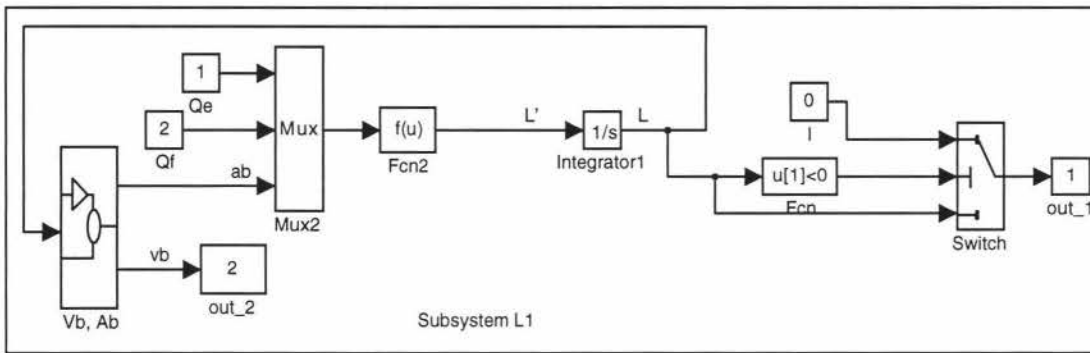 1
Qe
2
Qf
ab
vb
Vb, Ab
2
out_2
Mux
Mux2
f(u)
Fcn2
L'
1/s
Integrator1
L
0
I
u[1]<0
Fcn
Switch
1
out_1
Subsystem L1